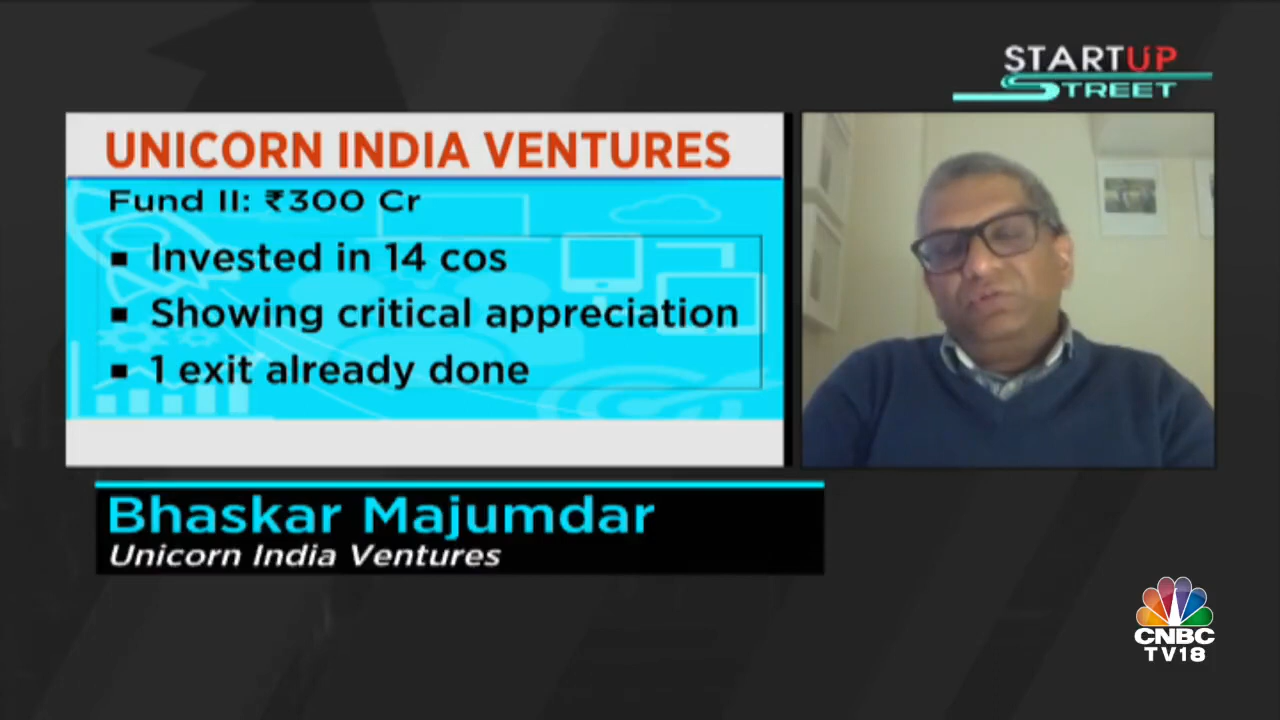 STARTUP
STREET
UNICORN INDIA VENTURES
Fund II: ₹300 Cr
▪ Invested in 14 cos
▪ Showing critical appreciation
▪ 1 exit already done
Bhaskar Majumdar
Unicorn India Ventures
CNBC
TV18